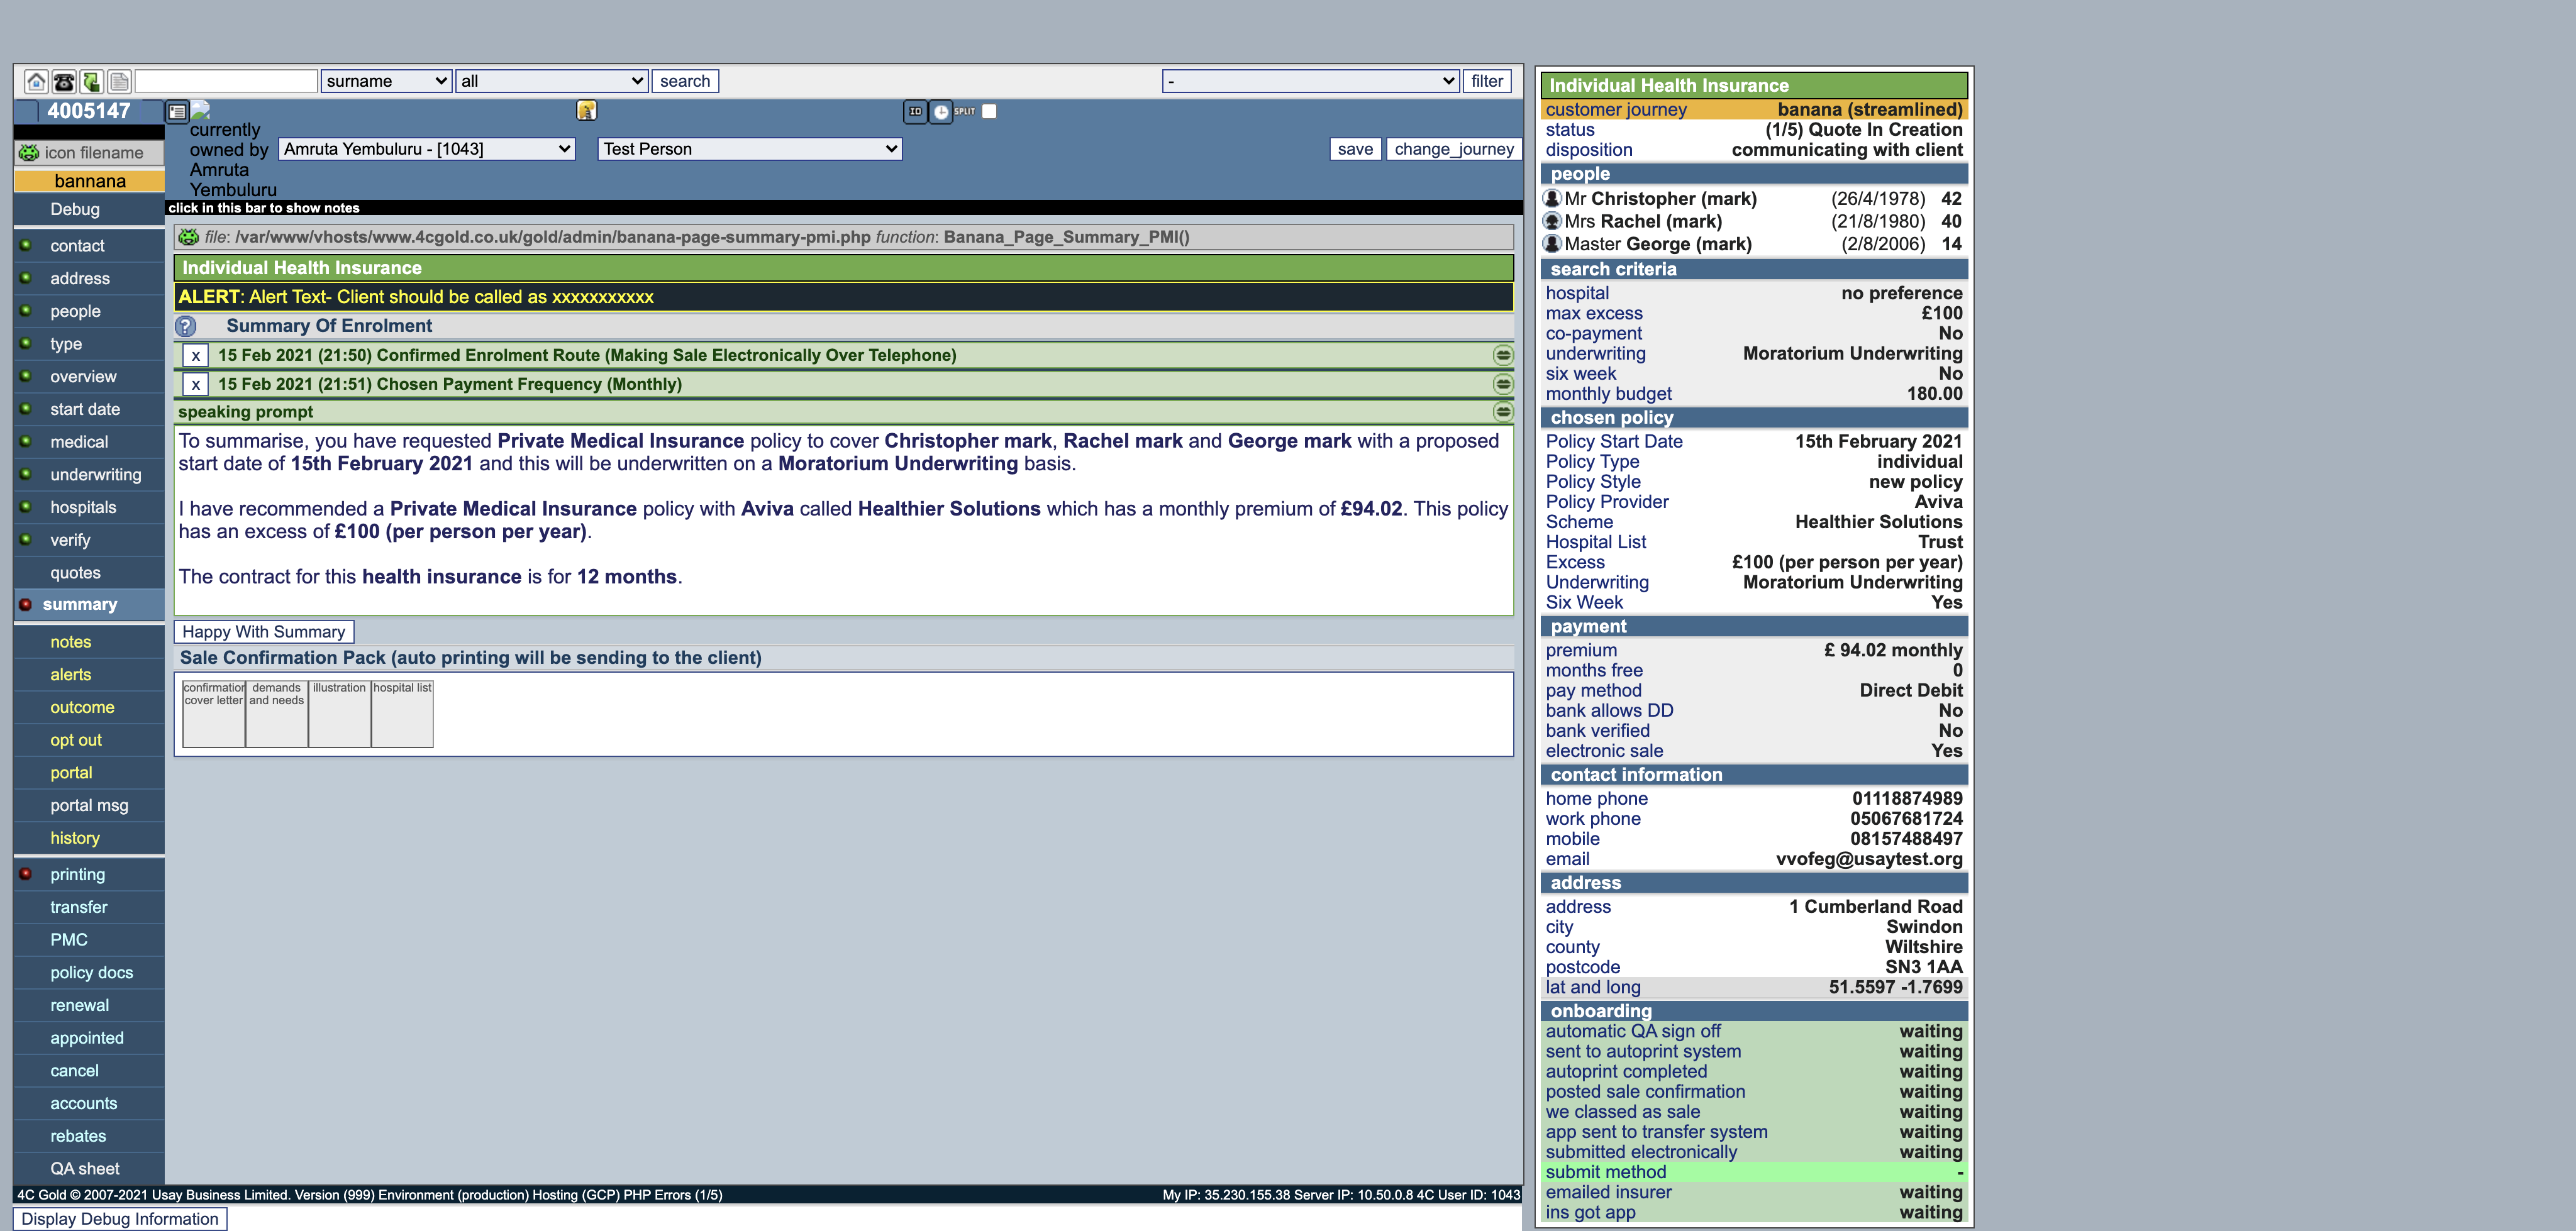 surname all search - filter
4005147
ID SPLIT
currently
owned by
Amruta
Yembuluru
Amruta Yembuluru - [1043] Test Person save change_journey
icon filename
bannana
Debug
contact
address
people
type
overview
start date
medical
underwriting
hospitals
verify
quotes
summary
notes
alerts
outcome
opt out
portal
portal msg
history
printing
transfer
PMC
policy docs
renewal
appointed
cancel
accounts
rebates
QA sheet
click in this bar to show notes
file: /var/www/vhosts/www.4cgold.co.uk/gold/admin/banana-page-summary-pmi.php function: Banana_Page_Summary_PMI()
Individual Health Insurance
ALERT: Alert Text- Client should be called as xxxxxxxxxxx
? Summary Of Enrolment
x 15 Feb 2021 (21:50) Confirmed Enrolment Route (Making Sale Electronically Over Telephone)
x 15 Feb 2021 (21:51) Chosen Payment Frequency (Monthly)
speaking prompt
To summarise, you have requested Private Medical Insurance policy to cover Christopher mark, Rachel mark and George mark with a proposed
start date of 15th February 2021 and this will be underwritten on a Moratorium Underwriting basis.
I have recommended a Private Medical Insurance policy with Aviva called Healthier Solutions which has a monthly premium of £94.02. This policy
has an excess of £100 (per person per year).
The contract for this health insurance is for 12 months.
Happy With Summary
Sale Confirmation Pack (auto printing will be sending to the client)
confirmation demands illustration hospital list
cover letter and needs
4C Gold © 2007-2021 Usay Business Limited. Version (999) Environment (production) Hosting (GCP) PHP Errors (1/5) My IP: 35.230.155.38 Server IP: 10.50.0.8 4C User ID: 1043
Display Debug Information
Individual Health Insurance
customer journey banana (streamlined)
status (1/5) Quote In Creation
disposition communicating with client
people
Mr Christopher (mark) (26/4/1978) 42
Mrs Rachel (mark) (21/8/1980) 40
Master George (mark) (2/8/2006) 14
search criteria
hospital no preference
max excess £100
co-payment No
underwriting Moratorium Underwriting
six week No
monthly budget 180.00
chosen policy
Policy Start Date 15th February 2021
Policy Type individual
Policy Style new policy
Policy Provider Aviva
Scheme Healthier Solutions
Hospital List Trust
Excess £100 (per person per year)
Underwriting Moratorium Underwriting
Six Week Yes
payment
premium £ 94.02 monthly
months free 0
pay method Direct Debit
bank allows DD No
bank verified No
electronic sale Yes
contact information
home phone 01118874989
work phone 05067681724
mobile 08157488497
email vvofeg@usaytest.org
address
address 1 Cumberland Road
city Swindon
county Wiltshire
postcode SN3 1AA
lat and long 51.5597 -1.7699
onboarding
automatic QA sign off waiting
sent to autoprint system waiting
autoprint completed waiting
posted sale confirmation waiting
we classed as sale waiting
app sent to transfer system waiting
submitted electronically waiting
submit method -
emailed insurer waiting
ins got app waiting